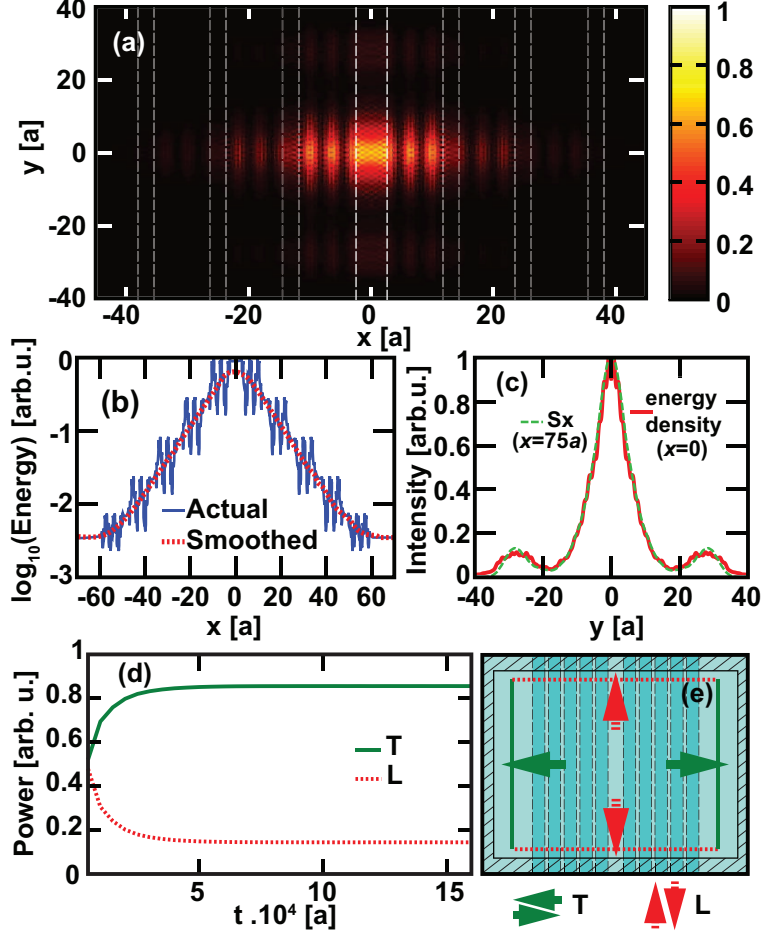 (a)
40
20
0
-20
-40
y [a]
-40 -20 0 20 40
x [a]
1
0.8
0.6
0.4
0.2
0
(b)
0
-1
-2
-3
log₁₀(Energy) [arb.u.]
Actual
Smoothed
-60 -40 -20 0 20 40 60
x [a]
(c)
1
0.8
0.6
0.4
0.2
0
Intensity [arb.u.]
Sx
(x=75a)
energy
density
(x=0)
-40 -20 0 20 40
y [a]
(d)
1
0.8
0.6
0.4
0.2
0
Power [arb. u.]
T
L
5 10 15
t .10⁴ [a]
(e)
T
L